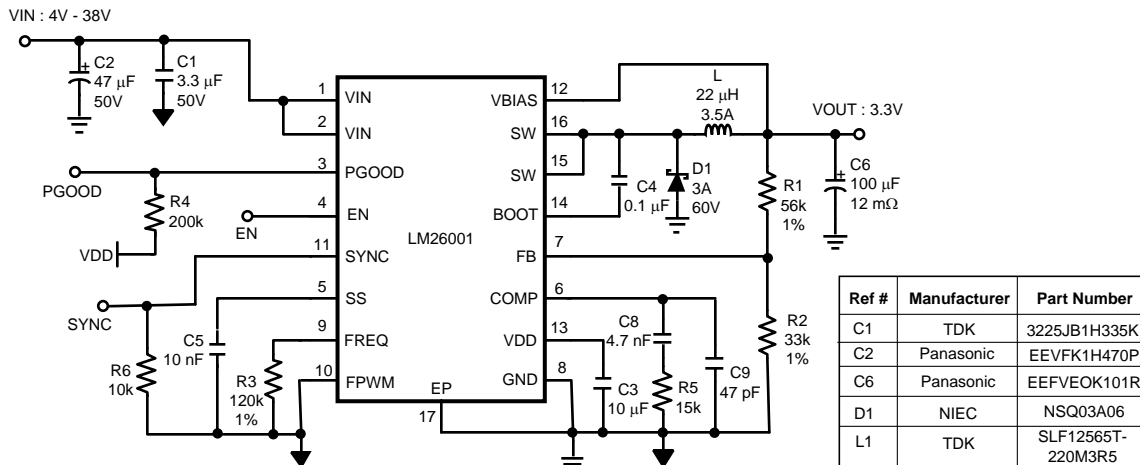 VIN : 4V - 38V
C2
47 μF
50V
C1
3.3 μF
50V
1
VIN
2
VIN
3
PGOOD
PGOOD
R4
200k
VDD
4
EN
EN
11
SYNC
SYNC
R6
10k
5
SS
C5
10 nF
9
FREQ
R3
120k
1%
10
FPWM
EP
17
LM26001
VBIAS
12
SW
16
SW
15
BOOT
14
FB
7
COMP
6
VDD
13
GND
8
L
22 μH
3.5A
VOUT : 3.3V
C4
0.1 μF
D1
3A
60V
R1
56k
1%
C6
100 μF
12 mΩ
R2
33k
1%
C8
4.7 nF
C9
47 pF
C3
10 μF
R5
15k
Ref # Manufacturer Part Number
C1 TDK 3225JB1H335K
C2 Panasonic EEVFK1H470P
C6 Panasonic EEFVEOK101R
D1 NIEC NSQ03A06
L1 TDK SLF12565T-
220M3R5